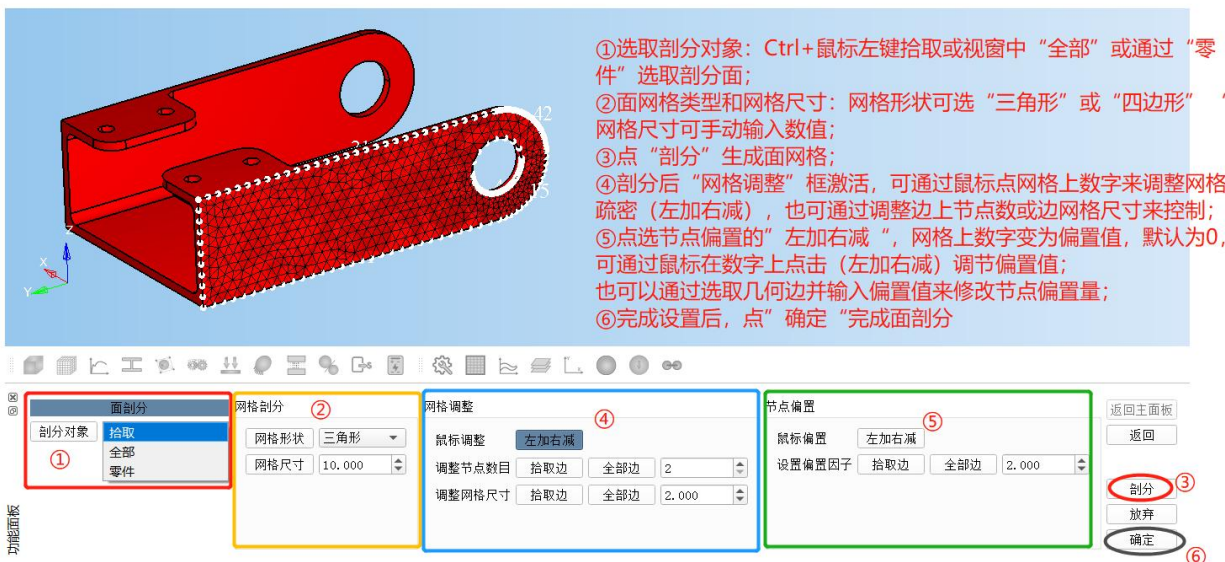 ①选取剖分对象：Ctrl+鼠标左键拾取或视窗中“全部”或通过“零
件”选取剖分面；
②面网格类型和网格尺寸：网格形状可选“三角形”或“四边形” “
网格尺寸可手动输入数值；
③点“剖分”生成面网格；
④剖分后“网格调整”框激活，可通过鼠标点网格上数字来调整网格
疏密（左加右减），也可通过调整边上节点数或边网格尺寸来控制；
⑤点选节点偏置的”左加右减“，网格上数字变为偏置值，默认为0，
可通过鼠标在数字上点击（左加右减）调节偏置值；
也可以通过选取几何边并输入偏置值来修改节点偏置量；
⑥完成设置后，点”确定“完成面剖分
42
15
Z
X
Y
面剖分
剖分对象 拾取
全部
零件
①
网格剖分 ②
网格形状 三角形
网格尺寸 10.000
网格调整 ④
鼠标调整 左加右减
调整节点数目 拾取边 全部边 2
调整网格尺寸 拾取边 全部边 2.000
节点偏置 ⑤
鼠标偏置 左加右减
设置偏置因子 拾取边 全部边 2.000
返回主面板
返回
剖分 ③
放弃
确定
⑥
功能面板